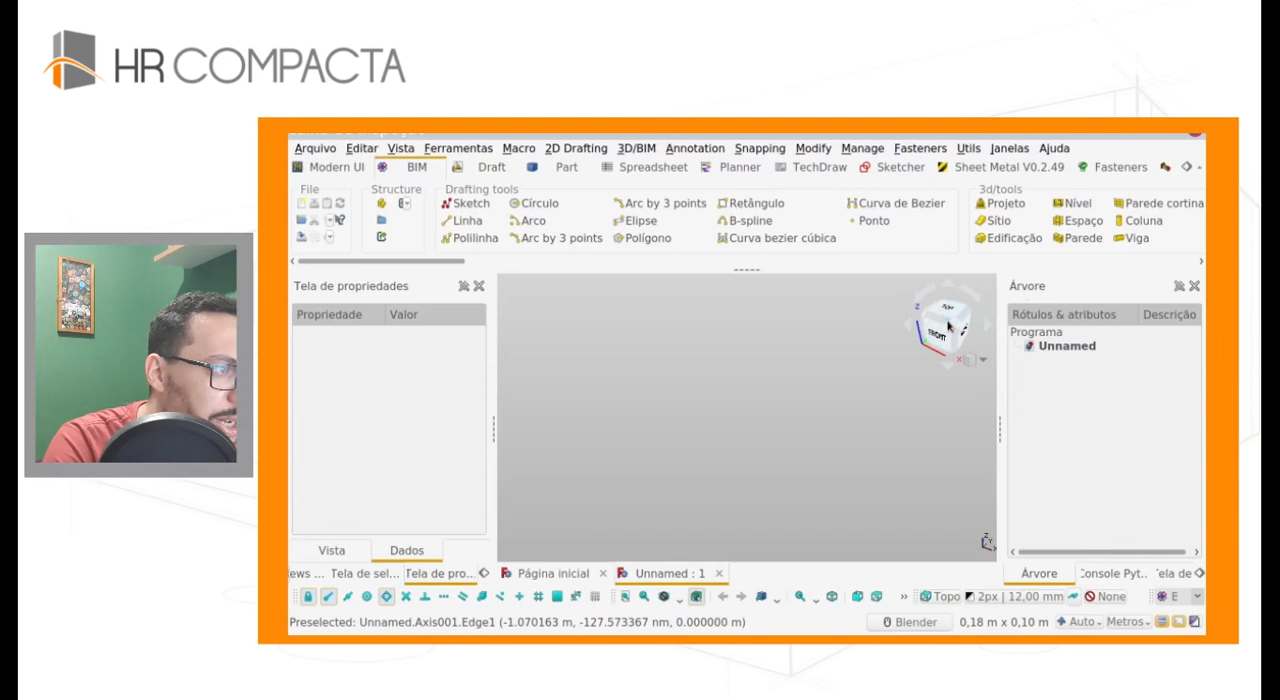 HR COMPACTA
Arquivo Editar Vista Ferramentas Macro 2D Drafting 3D/BIM Annotation Snapping Modify Manage Fasteners Utils Janelas Ajuda
Modern UI BIM Draft Part Spreadsheet Planner TechDraw Sketcher Sheet Metal V0.2.49 Fasteners
File Structure Drafting tools 3d/tools
Sketch Círculo Arc by 3 points Retângulo Curva de Bezier Projeto Nível Parede cortina
Linha Arco Elipse B-spline Ponto Sítio Espaço Coluna
Polilinha Arc by 3 points Polígono Curva bezier cúbica Edificação Parede Viga
Tela de propriedades Árvore
Propriedade Valor Rótulos & atributos Descrição
Z
FRONT
X
Programa
Unnamed
Z
Y
Vista Dados
ews ... Tela de sel... Tela de pro... Página inicial Unnamed : 1 Árvore Console Pyt.. ela de
Topo 2px | 12,00 mm None E
Preselected: Unnamed.Axis001.Edge1 (-1.070163 m, -127.573367 nm, 0.000000 m) Blender 0,18 m x 0,10 m Auto Metros